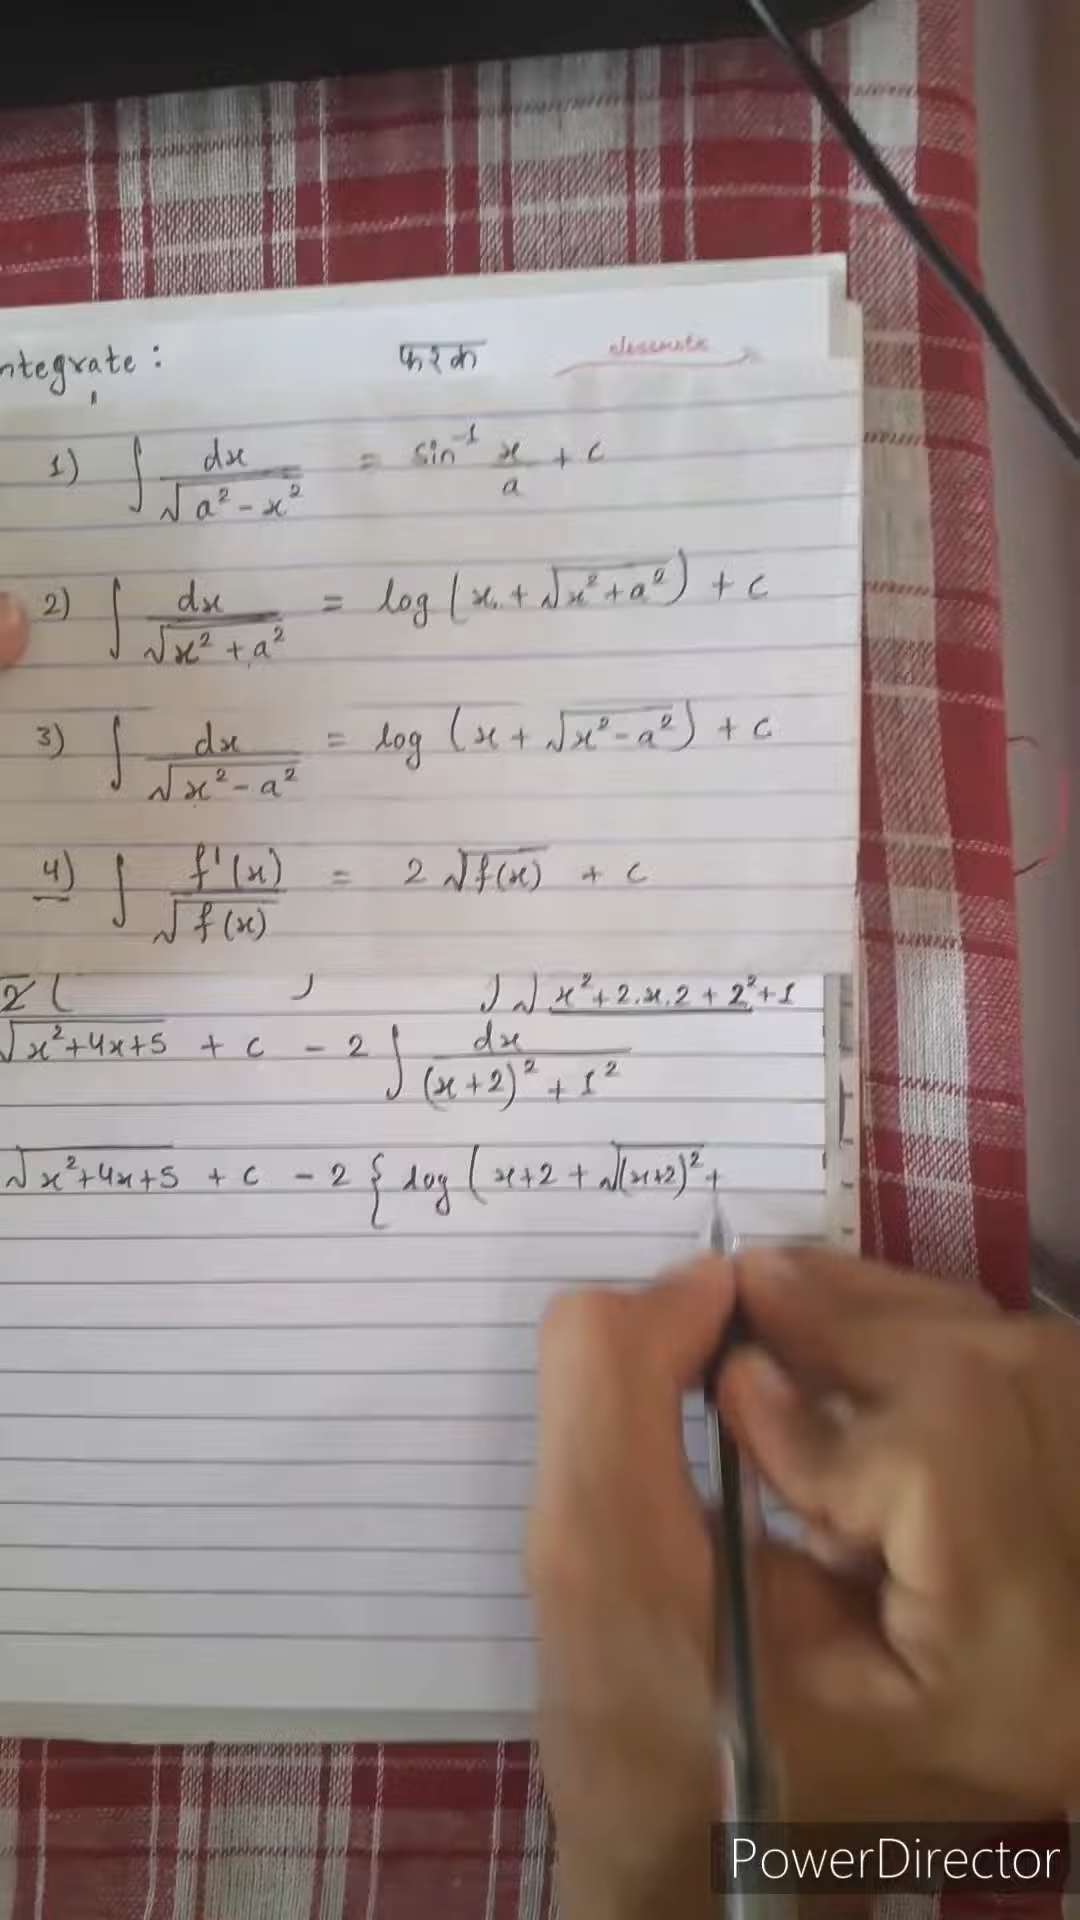 ntegrate : फरक
1) ∫ dx / √a² - x² = sin⁻¹ x/a + c
2) ∫ dx / √x² + a² = log (x + √x² + a²) + c
3) ∫ dx / √x² - a² = log (x + √x² - a²) + c
4) ∫ f'(x) / √f(x) = 2 √f(x) + c
2 ( ) ∫ √x² + 2.x.2 + 2² + 1
√x²+4x+5 + c - 2 ∫ dx / (x+2)² + 1²
√x²+4x+5 + c - 2 { log ( x+2 + √(x+2)² +
PowerDirector